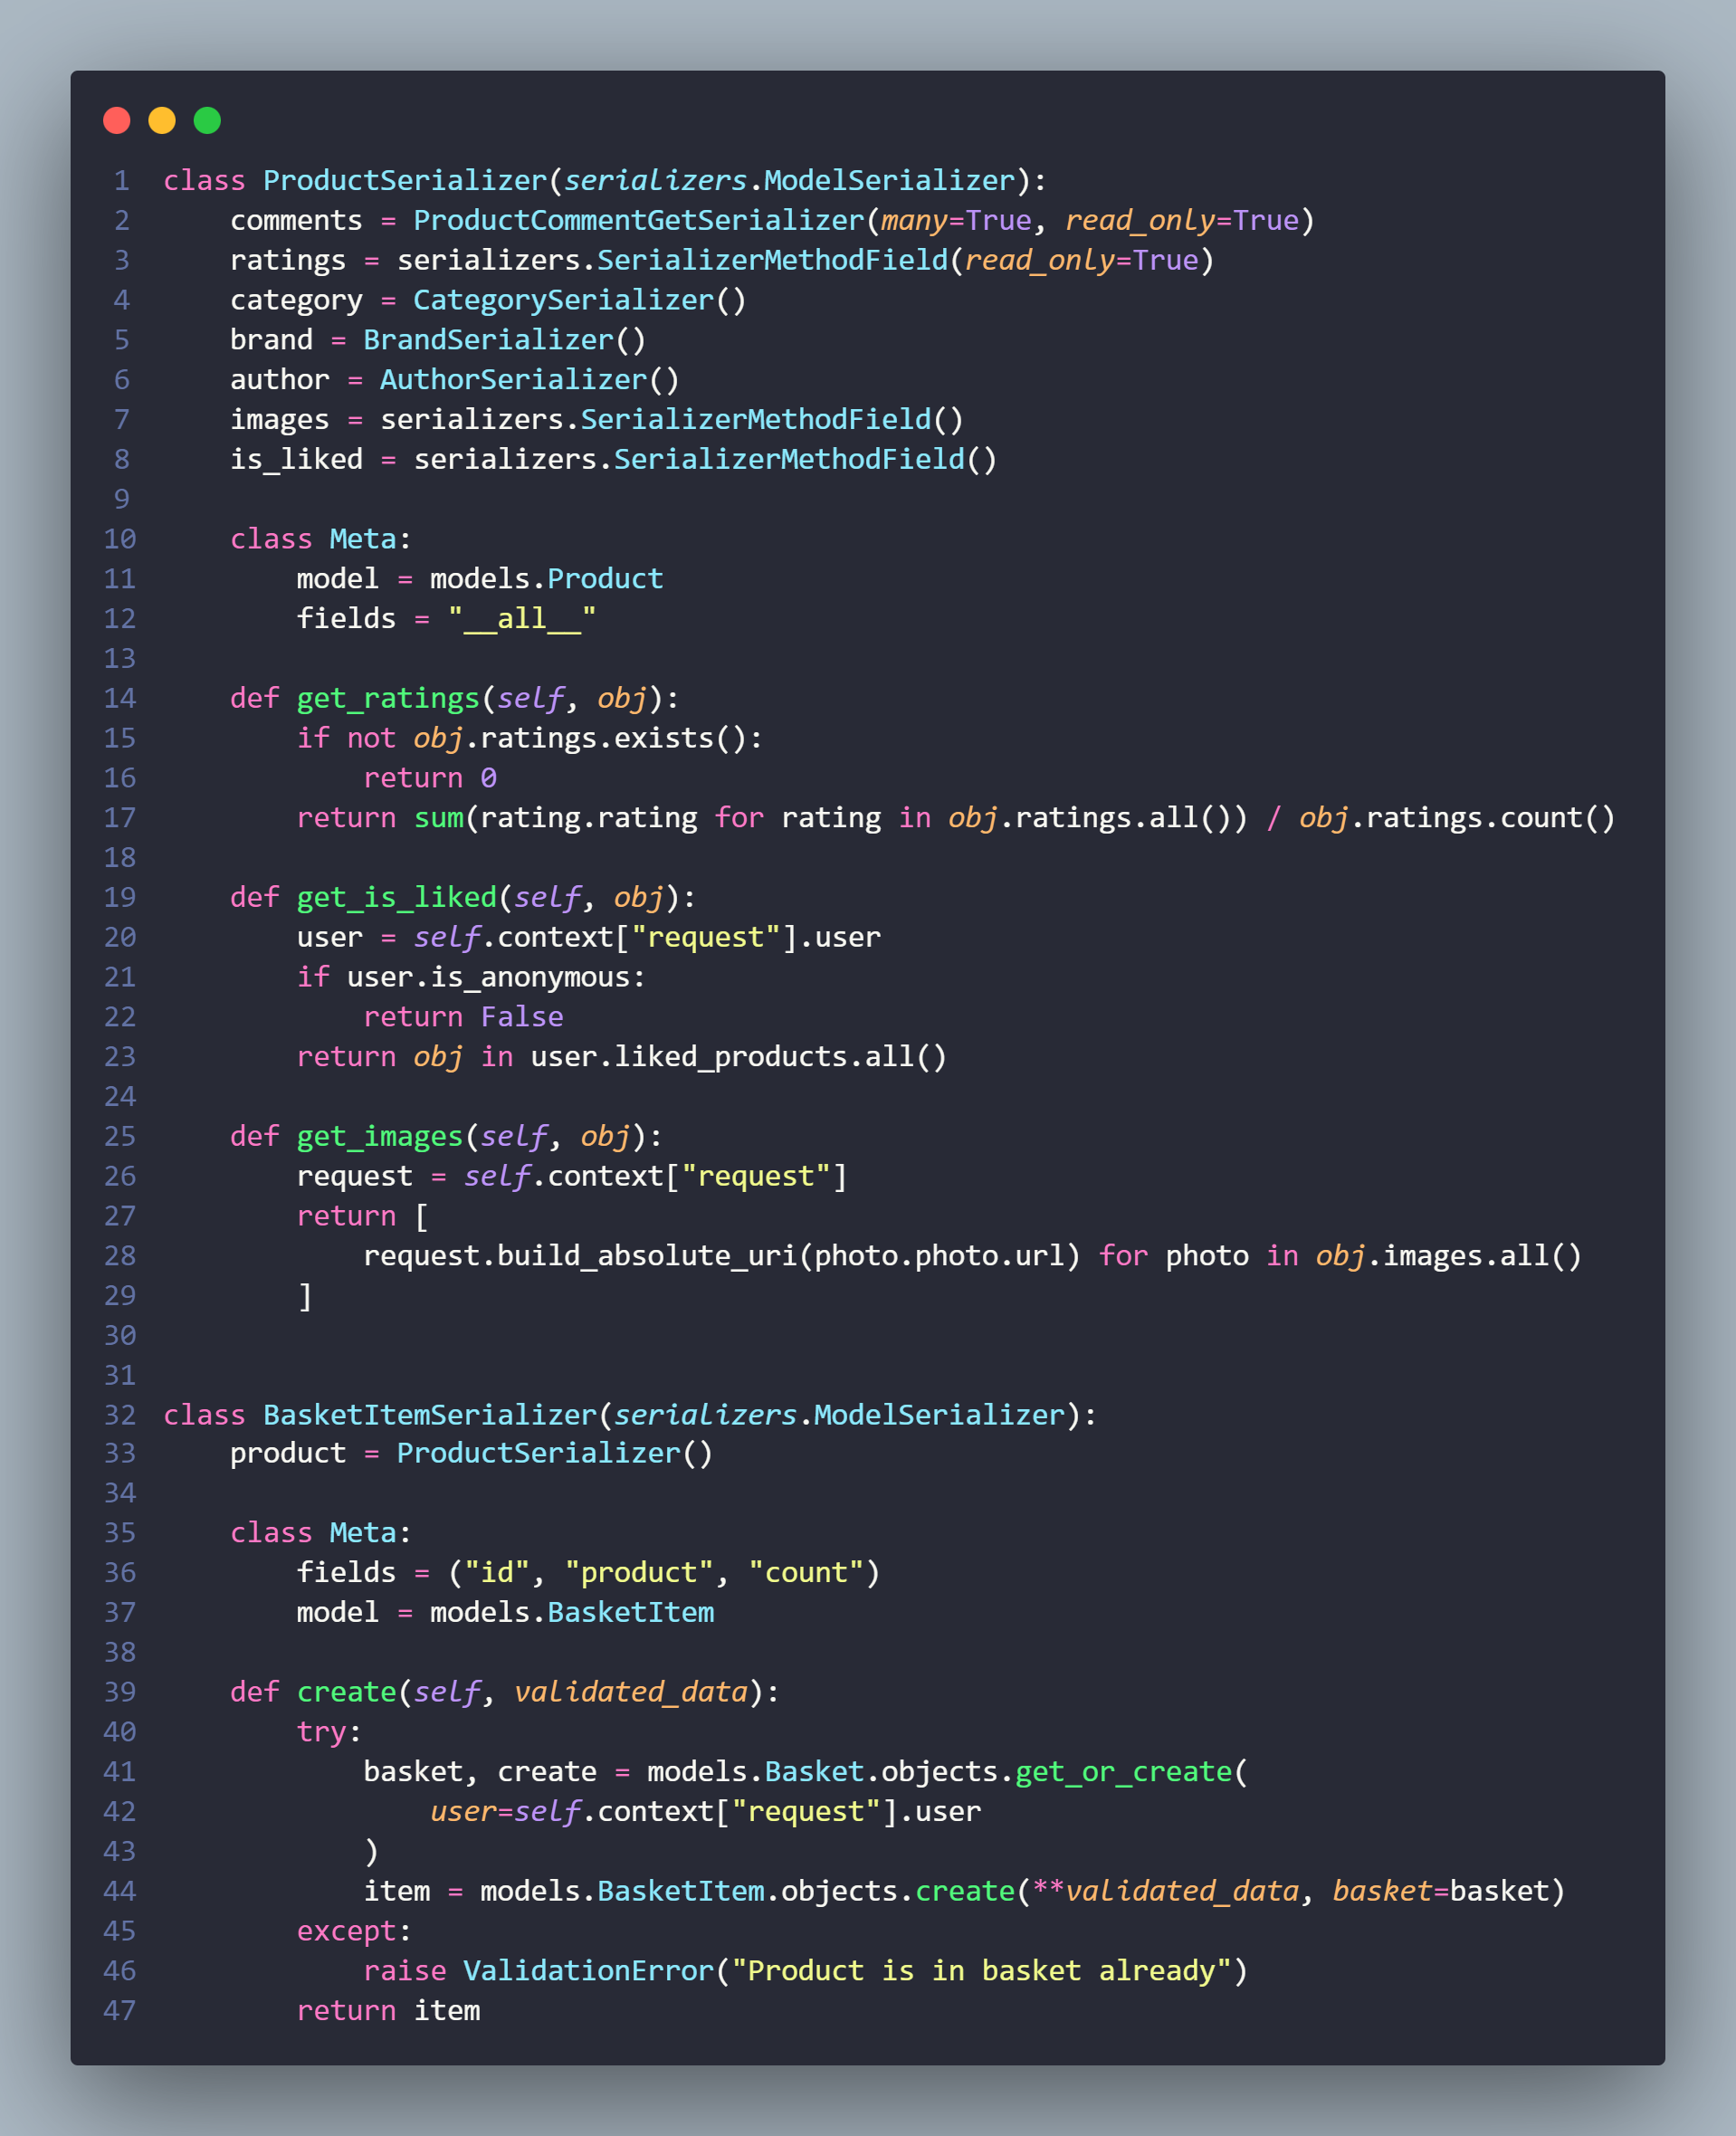 1 class ProductSerializer(serializers.ModelSerializer):
2     comments = ProductCommentGetSerializer(many=True, read_only=True)
3     ratings = serializers.SerializerMethodField(read_only=True)
4     category = CategorySerializer()
5     brand = BrandSerializer()
6     author = AuthorSerializer()
7     images = serializers.SerializerMethodField()
8     is_liked = serializers.SerializerMethodField()
9
10     class Meta:
11         model = models.Product
12         fields = "__all__"
13
14     def get_ratings(self, obj):
15         if not obj.ratings.exists():
16             return 0
17         return sum(rating.rating for rating in obj.ratings.all()) / obj.ratings.count()
18
19     def get_is_liked(self, obj):
20         user = self.context["request"].user
21         if user.is_anonymous:
22             return False
23         return obj in user.liked_products.all()
24
25     def get_images(self, obj):
26         request = self.context["request"]
27         return [
28             request.build_absolute_uri(photo.photo.url) for photo in obj.images.all()
29         ]
30
31
32 class BasketItemSerializer(serializers.ModelSerializer):
33     product = ProductSerializer()
34
35     class Meta:
36         fields = ("id", "product", "count")
37         model = models.BasketItem
38
39     def create(self, validated_data):
40         try:
41             basket, create = models.Basket.objects.get_or_create(
42                 user=self.context["request"].user
43             )
44             item = models.BasketItem.objects.create(**validated_data, basket=basket)
45         except:
46             raise ValidationError("Product is in basket already")
47         return item